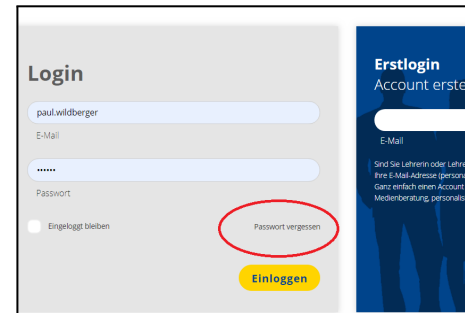 Login
paul.wildberger
E-Mail
••••••
Passwort
Eingeloggt bleiben
Passwort vergessen
Einloggen
Erstlogin
Account erste
E-Mail
Sind Sie Lehrerin oder Lehre
Ihre E-Mail-Adresse (persona
Ganz einfach einen Account
Medienberatung, personalis